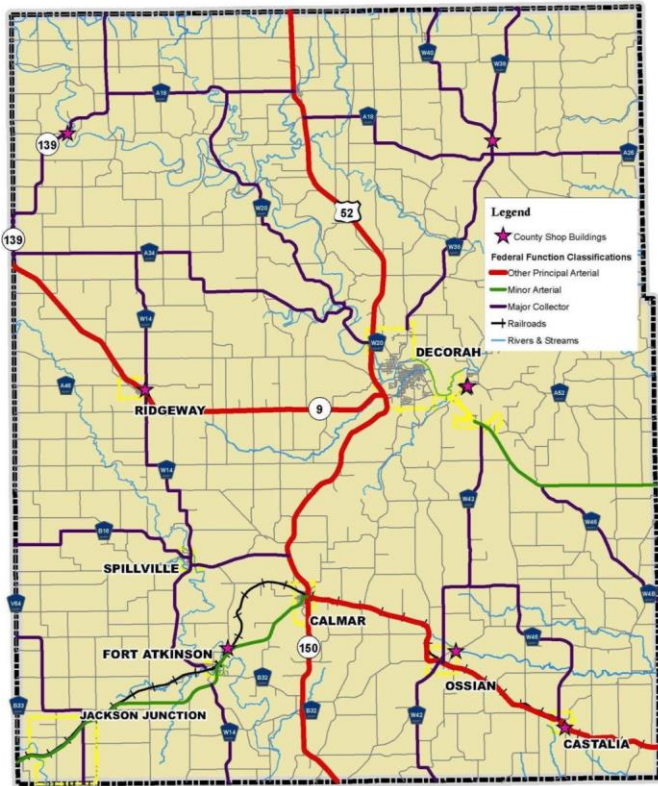 W40
W38
A18
139
A18
A26
52
W20
139
A34
W38
W14
Legend
County Shop Buildings
Federal Function Classifications
Other Principal Arterial
Minor Arterial
Major Collector
Railroads
Rivers & Streams
W20
DECORAH
A46
RIDGEWAY
9
A52
W14
W42
W46
B16
SPILLVILLE
V64
W4B
CALMAR
W46
FORT ATKINSON
150
OSSIAN
B32
B33
JACKSON JUNCTION
B32
W42
W14
CASTALIA